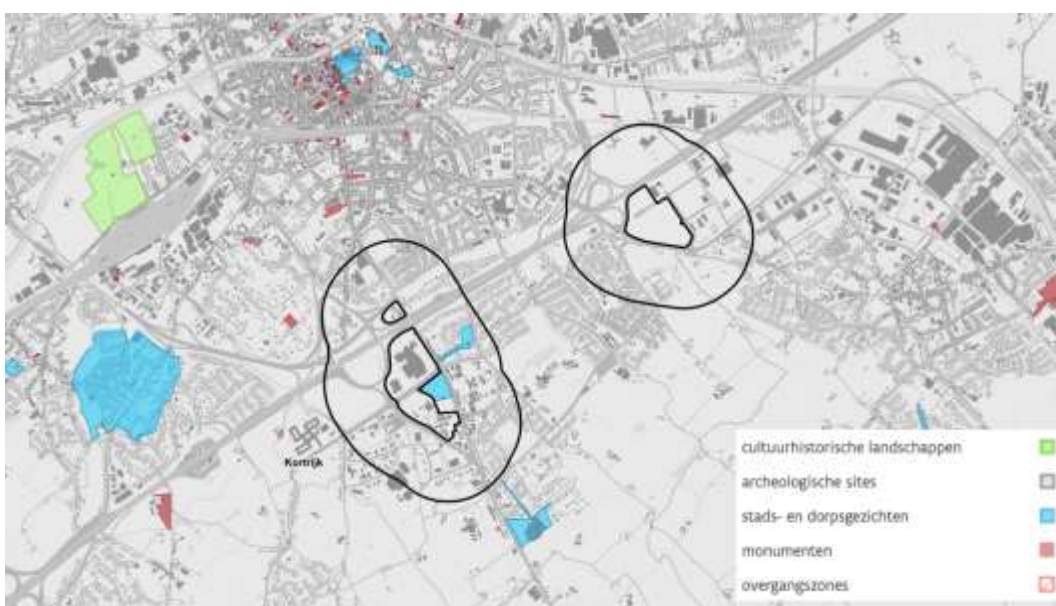 Kortrijk
cultuurhistorische landschappen
archeologische sites
stads- en dorpsgezichten
monumenten
overgangszones